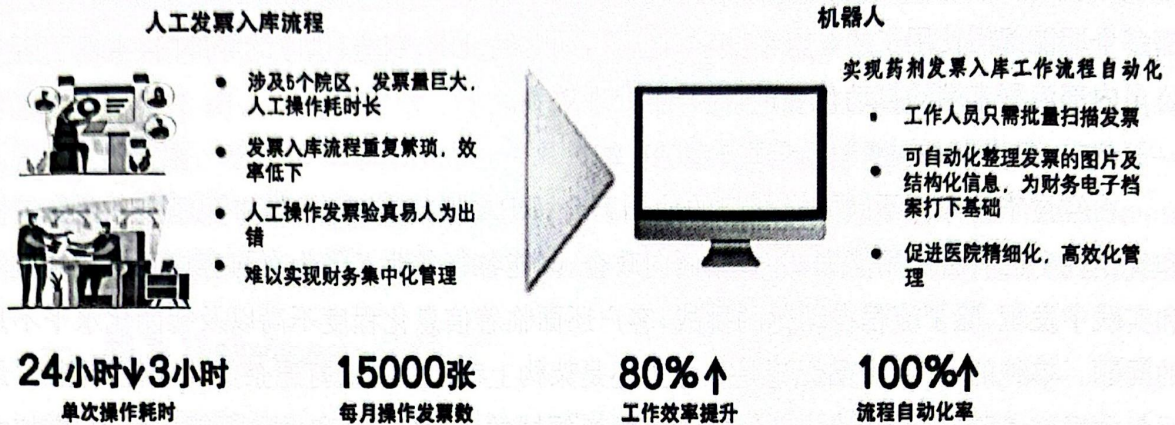 人工发票入库流程
涉及5个院区，发票量巨大，
人工操作耗时长
发票入库流程重复繁琐，效
率低下
人工操作发票验真易人为出
错
难以实现财务集中化管理
机器人
实现药剂发票入库工作流程自动化
工作人员只需批量扫描发票
可自动化整理发票的图片及
结构化信息，为财务电子档
案打下基础
促进医院精细化，高效化管
理
24小时↓3小时
单次操作耗时
15000张
每月操作发票数
80%↑
工作效率提升
100%↑
流程自动化率